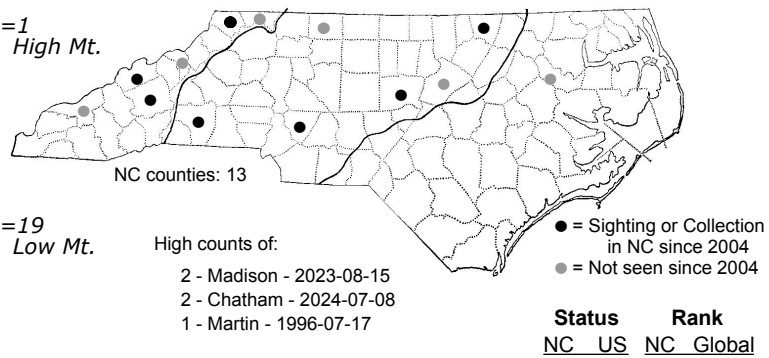 =1
High Mt.
NC counties: 13
=19
Low Mt.
High counts of:
2 - Madison - 2023-08-15
2 - Chatham - 2024-07-08
1 - Martin - 1996-07-17
= Sighting or Collection
in NC since 2004
= Not seen since 2004
Status Rank
NC US NC Global